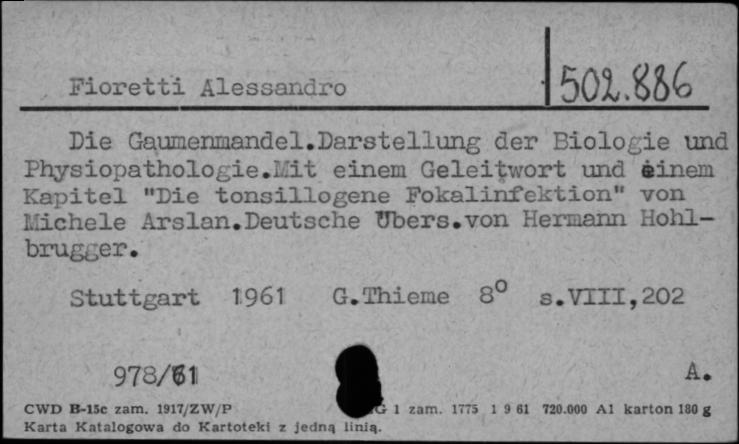 Fioretti Alessandro
502.886
Die Gaumenmandel.Darstellung der Biologie und
Physiopathologie.Mit einem Geleitwort und einem
Kapitel "Die tonsillogene Fokalinfektion" von
Michele Arslan.Deutsche Übers.von Hermann Hohl-
brugger.
Stuttgart 1961 G.Thieme 8° s.VIII,202
978/61 A.
CWD B-15c zam. 1917/ZW/P G 1 zam. 1775 1 9 61 720.000 A1 karton 180 g
Karta Katalogowa do Kartoteki z jedną linią.